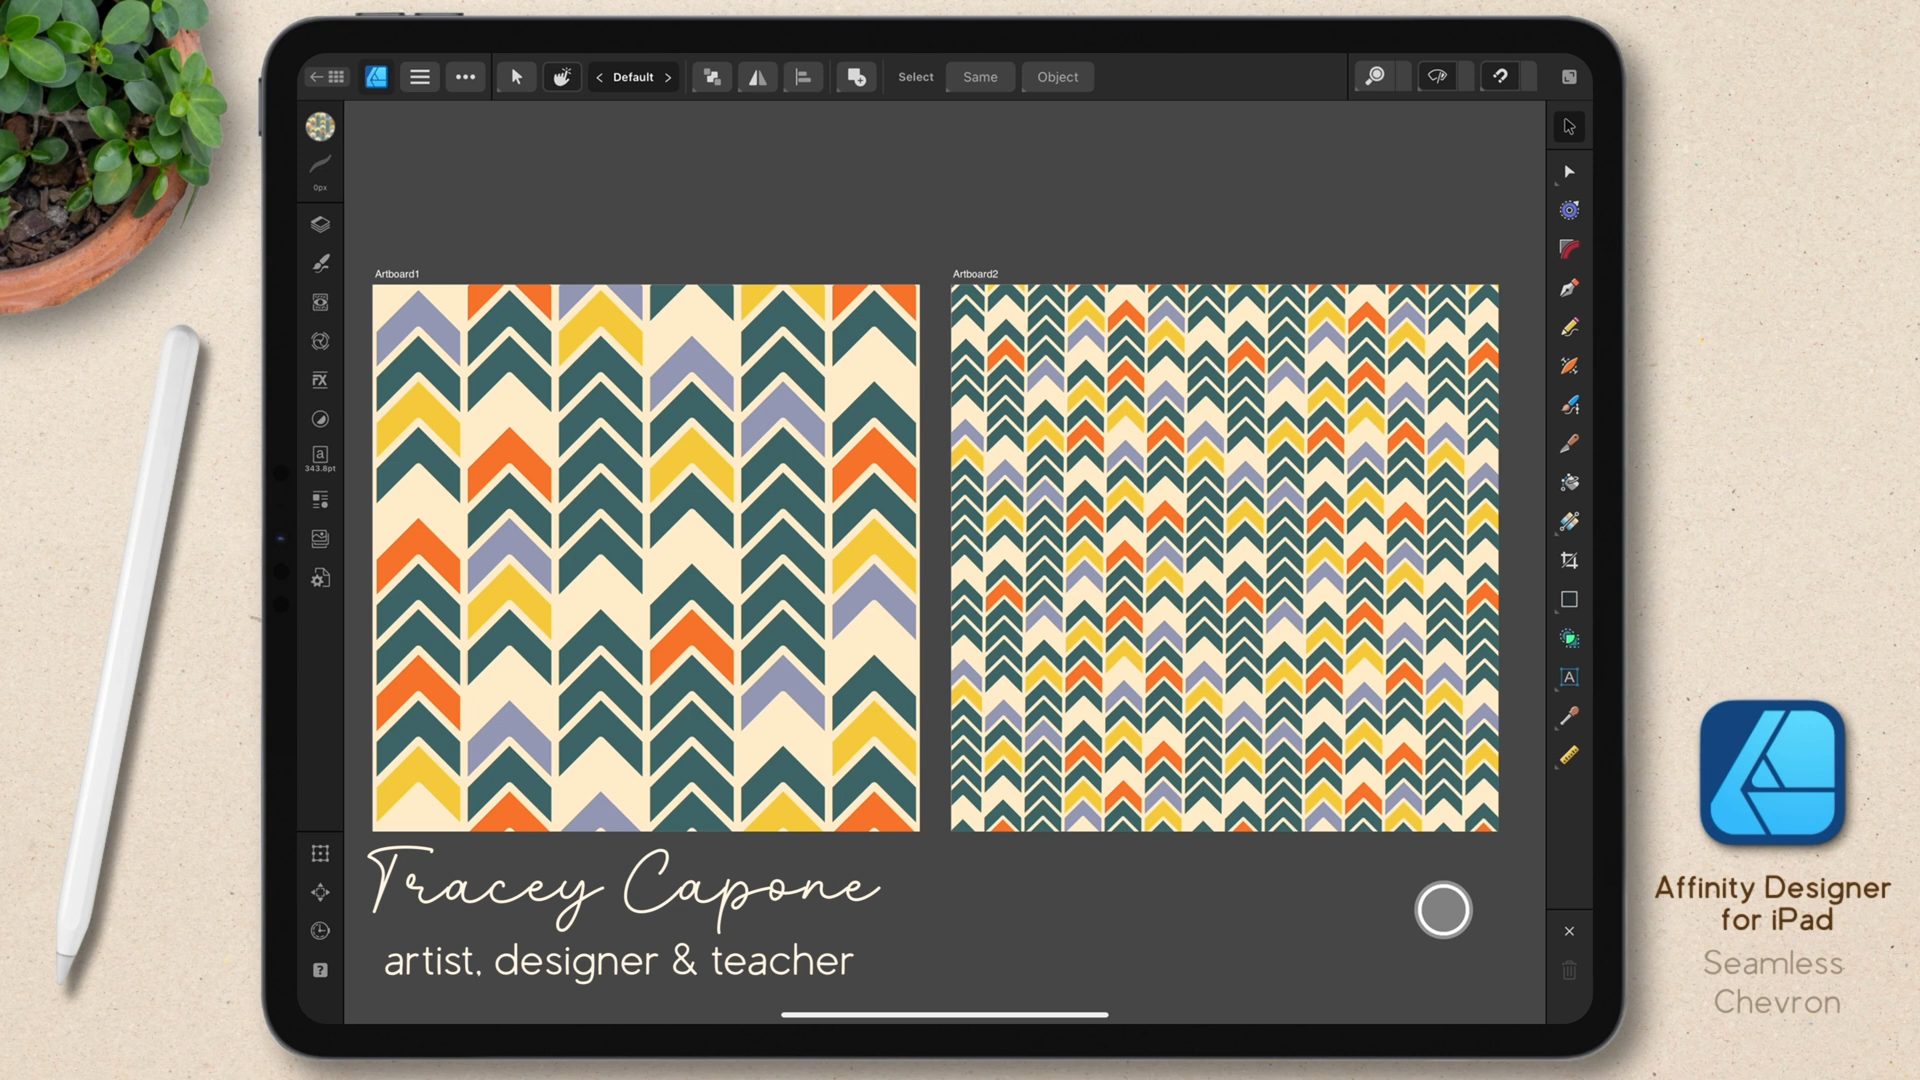 Default
Select
Same
Object
0px
Artboard1
Artboard2
FX
a
343.8pt
A
?
Tracey Capone
artist, designer & teacher
Affinity Designer
for iPad
Seamless
Chevron